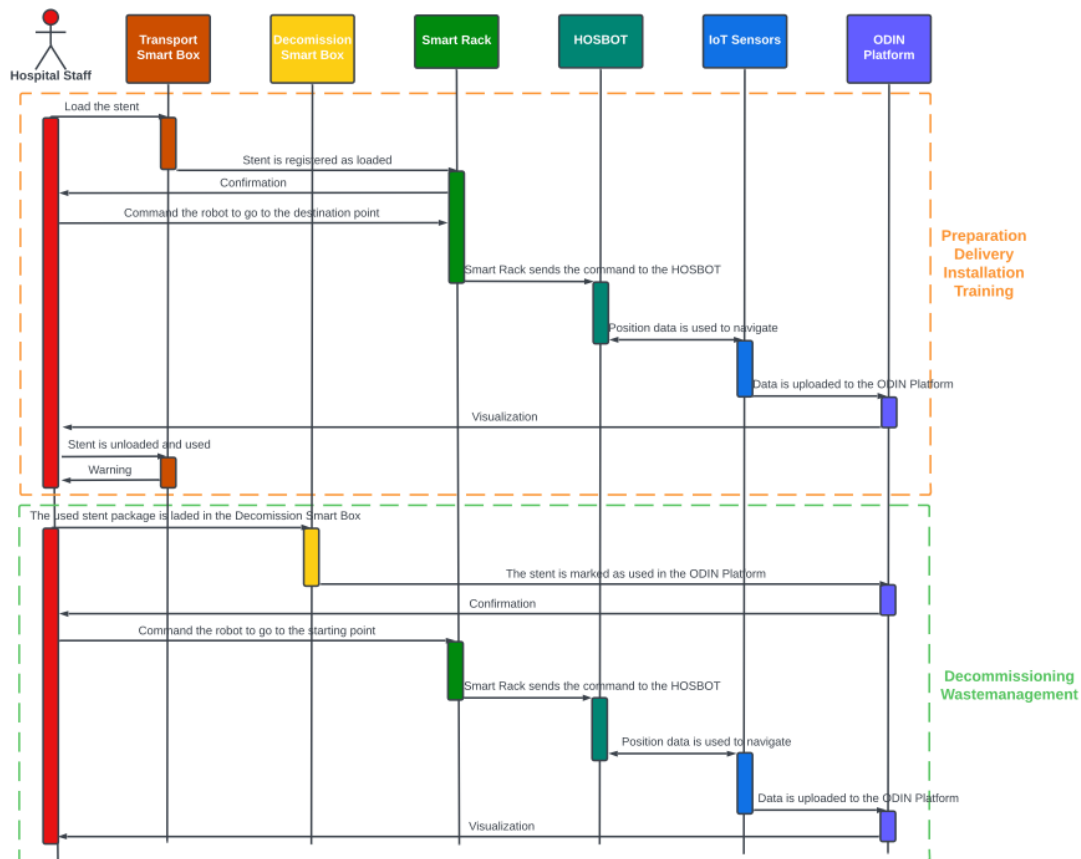 Hospital Staff
Transport
Smart Box
Decomission
Smart Box
Smart Rack
HOSBOT
IoT Sensors
ODIN
Platform
Load the stent
Stent is registered as loaded
Confirmation
Command the robot to go to the destination point
Smart Rack sends the command to the HOSBOT
Position data is used to navigate
Data is uploaded to the ODIN Platform
Visualization
Stent is unloaded and used
Warning
Preparation
Delivery
Installation
Training
The used stent package is laded in the Decomission Smart Box
The stent is marked as used in the ODIN Platform
Confirmation
Command the robot to go to the starting point
Smart Rack sends the command to the HOSBOT
Position data is used to navigate
Data is uploaded to the ODIN Platform
Visualization
Decommissioning
Wastemanagement